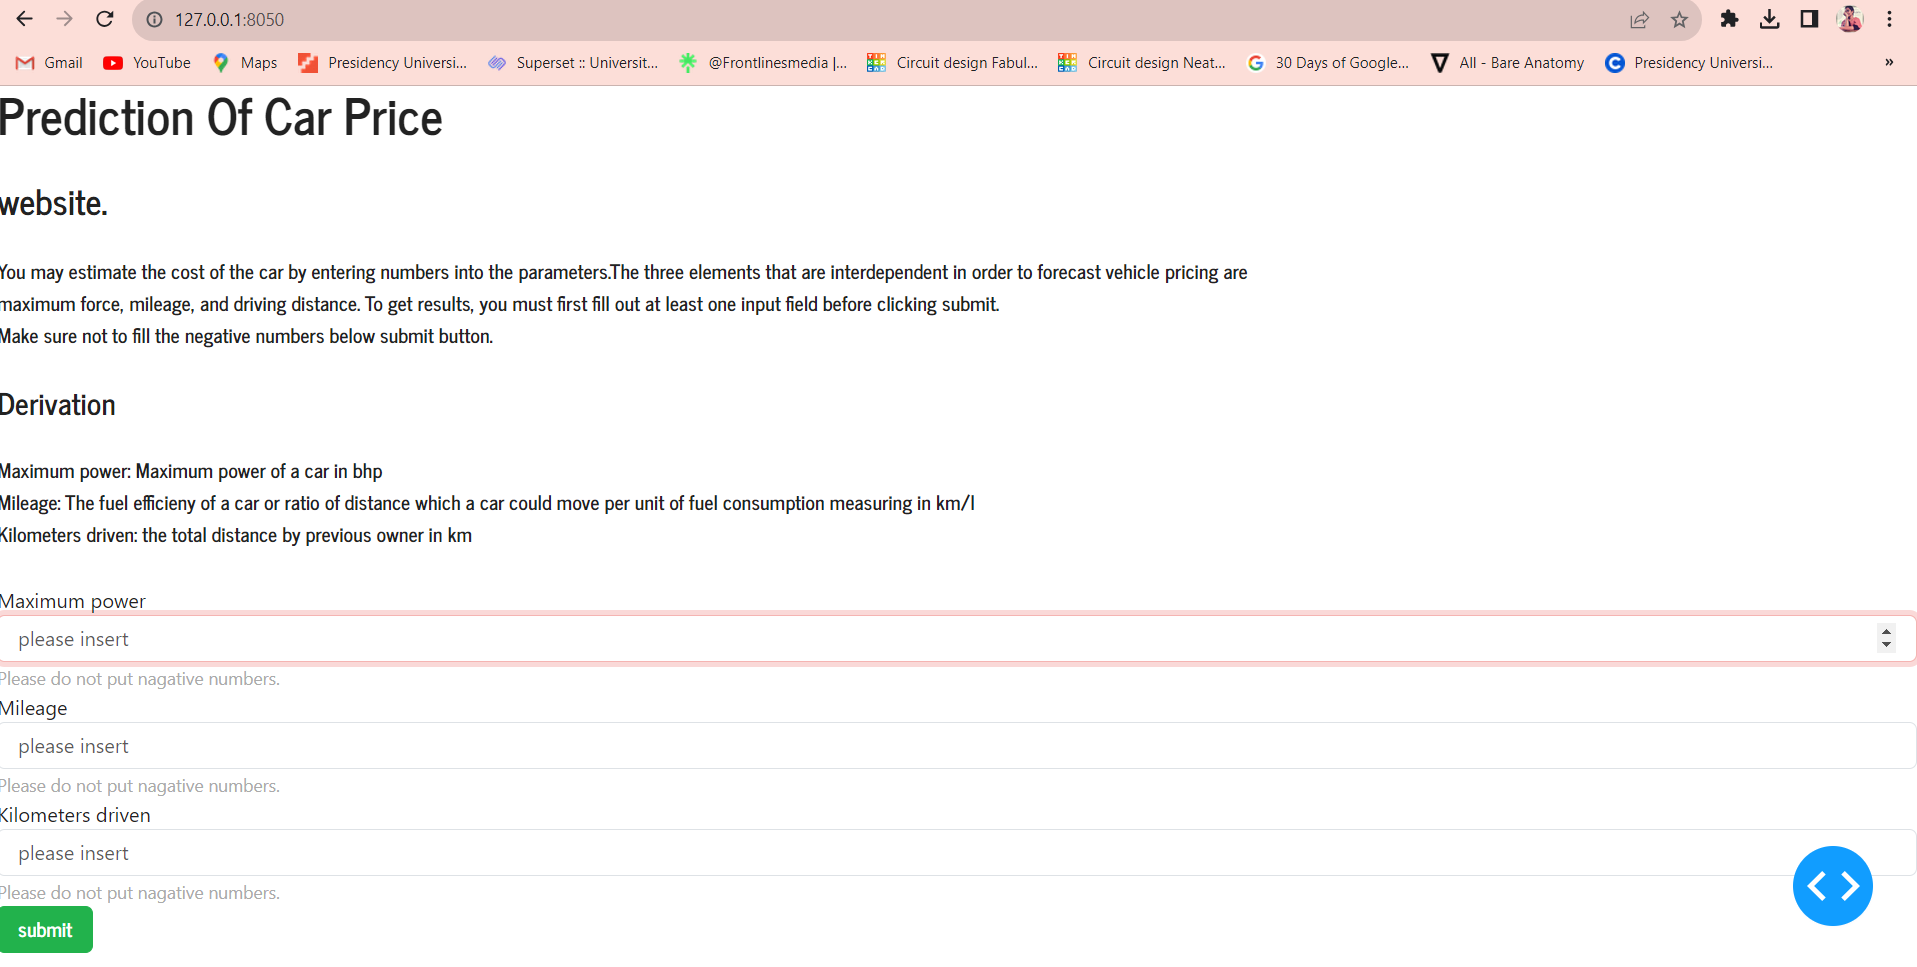 127.0.0.1:8050
Gmail YouTube Maps Presidency Universi... Superset :: Universit... @Frontlinesmedia |... Circuit design Fabul... Circuit design Neat... 30 Days of Google... All - Bare Anatomy Presidency Universi... »
Prediction Of Car Price
website.
You may estimate the cost of the car by entering numbers into the parameters.The three elements that are interdependent in order to forecast vehicle pricing are
maximum force, mileage, and driving distance. To get results, you must first fill out at least one input field before clicking submit.
Make sure not to fill the negative numbers below submit button.
Derivation
Maximum power: Maximum power of a car in bhp
Mileage: The fuel efficieny of a car or ratio of distance which a car could move per unit of fuel consumption measuring in km/l
Kilometers driven: the total distance by previous owner in km
Maximum power
please insert
Please do not put nagative numbers.
Mileage
please insert
Please do not put nagative numbers.
Kilometers driven
please insert
Please do not put nagative numbers.
submit